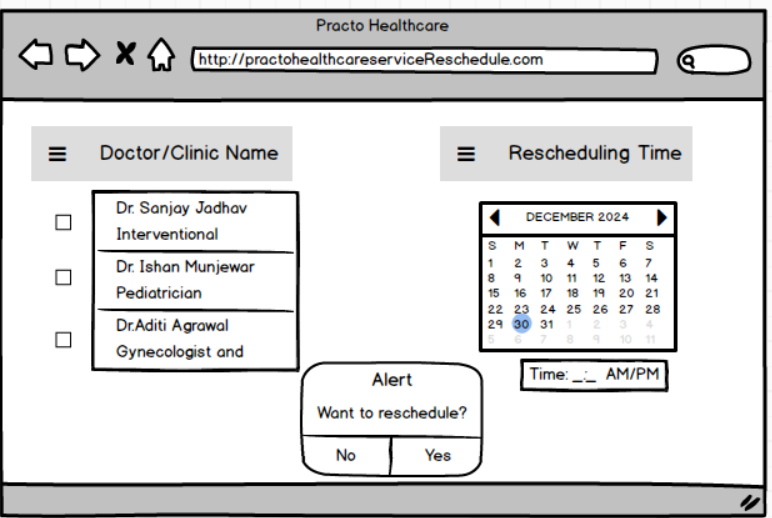 Practo Healthcare
http://practohealthcareserviceReschedule.com
Doctor/Clinic Name
Dr. Sanjay Jadhav
Interventional
Dr. Ishan Munjewar
Pediatrician
Dr.Aditi Agrawal
Gynecologist and
Rescheduling Time
DECEMBER 2024
S M T W T F S
1 2 3 4 5 6 7
8 9 10 11 12 13 14
15 16 17 18 19 20 21
22 23 24 25 26 27 28
29 30 31 1 2 3 4
5 6 7 8 9 10 11
Time: _:_ AM/PM
Alert
Want to reschedule?
No Yes